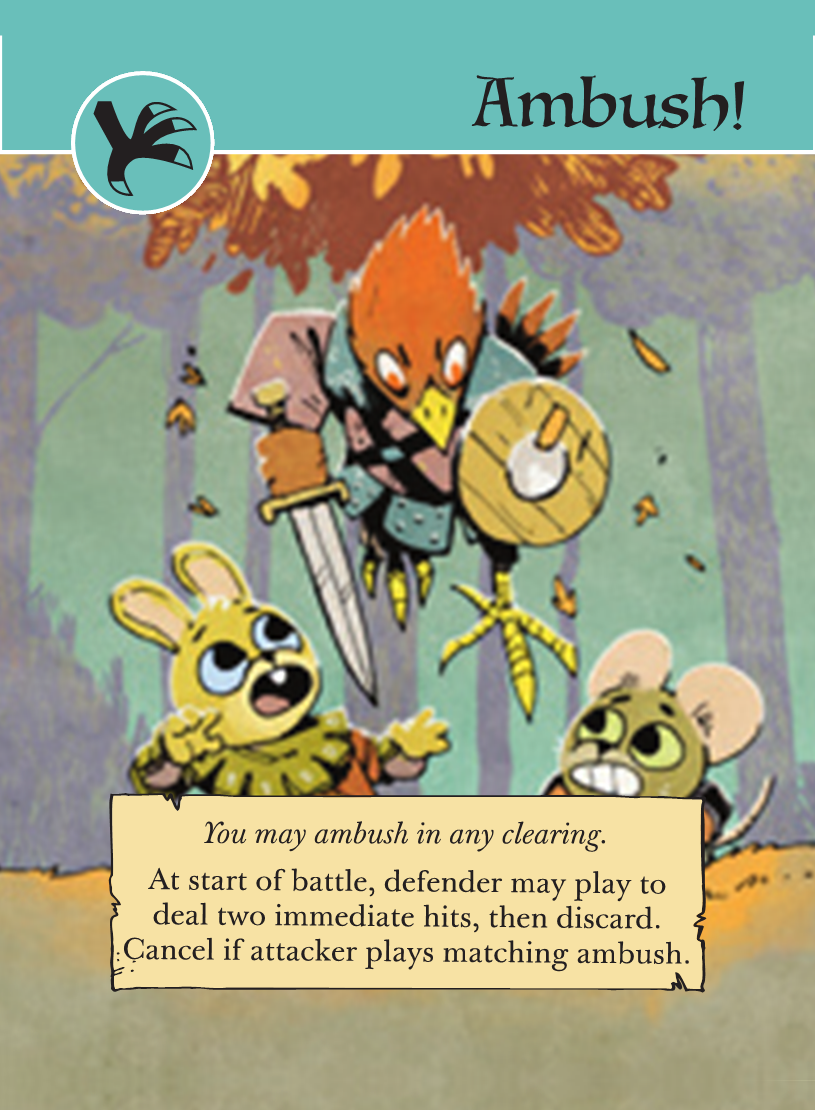 Ambush!
You may ambush in any clearing.
At start of battle, defender may play to
deal two immediate hits, then discard.
Cancel if attacker plays matching ambush.